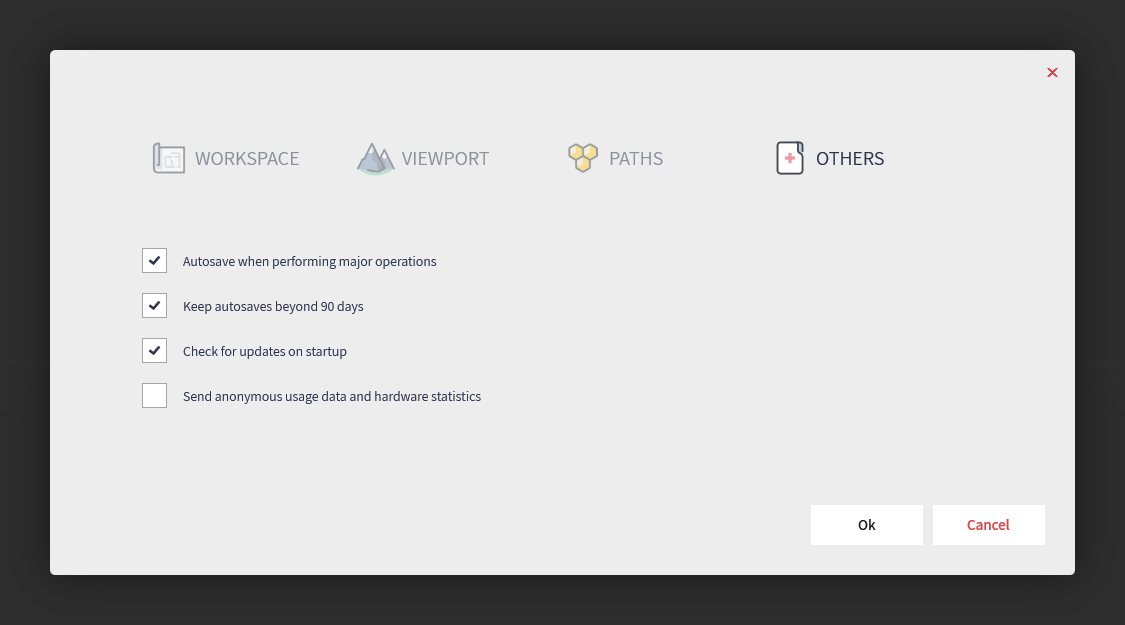 WORKSPACE VIEWPORT PATHS OTHERS
Autosave when performing major operations
Keep autosaves beyond 90 days
Check for updates on startup
Send anonymous usage data and hardware statistics
Ok Cancel